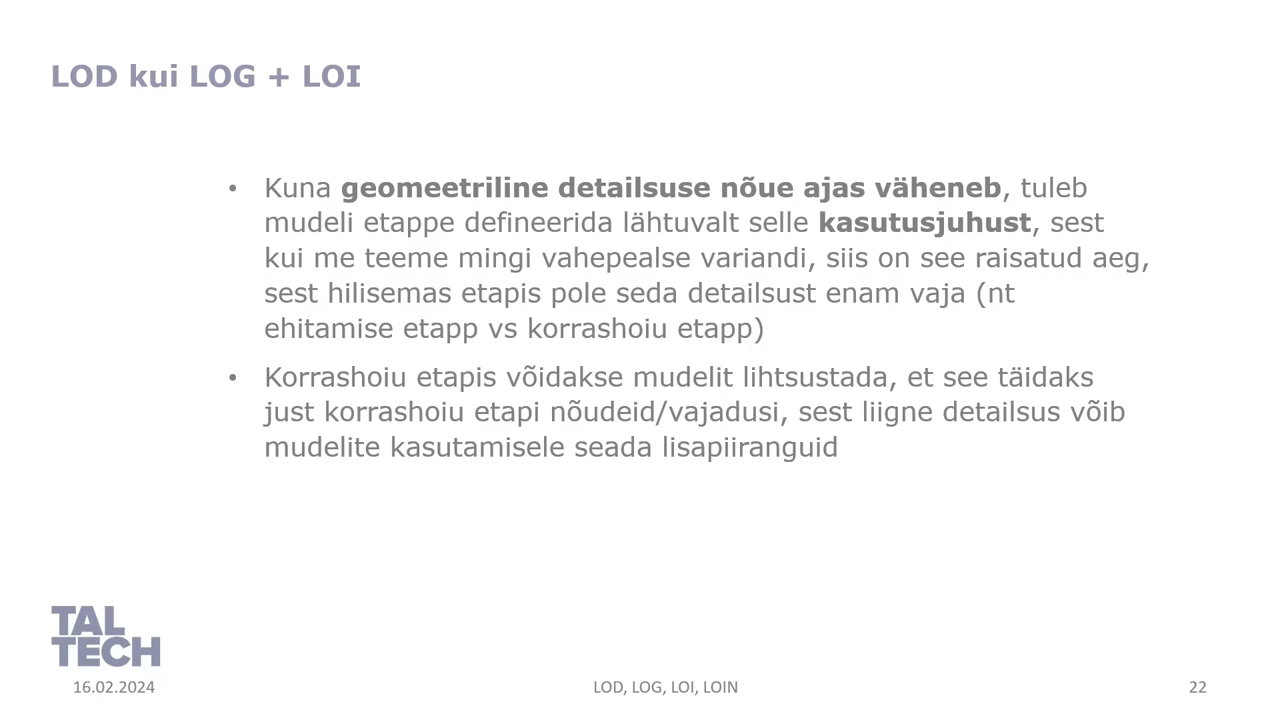 LOD kui LOG + LOI
• Kuna geomeetriline detailsuse nõue ajas väheneb, tuleb
mudeli etappe defineerida lähtuvalt selle kasutusjuhust, sest
kui me teeme mingi vahepealse variandi, siis on see raisatud aeg,
sest hilisemas etapis pole seda detailsust enam vaja (nt
ehitamise etapp vs korrashoiu etapp)
• Korrashoiu etapis võidakse mudelit lihtsustada, et see täidaks
just korrashoiu etapi nõudeid/vajadusi, sest liigne detailsus võib
mudelite kasutamisele seada lisapiiranguid
TAL
TECH
16.02.2024
LOD, LOG, LOI, LOIN
22